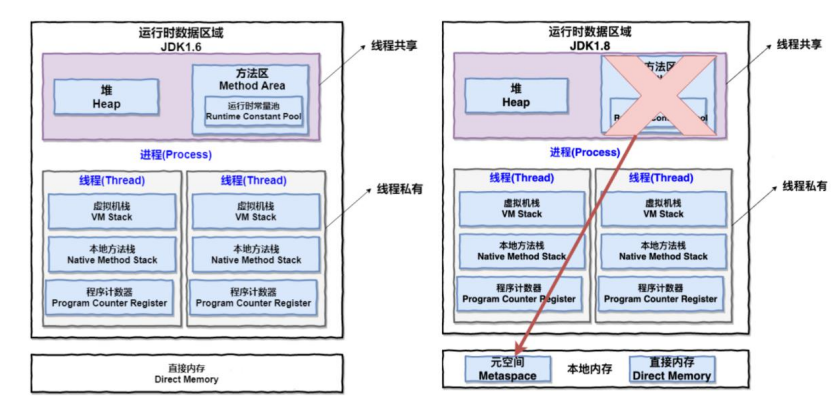 运行时数据区域
JDK1.6
线程共享
堆
Heap
方法区
Method Area
运行时常量池
Runtime Constant Pool
进程(Process)
线程(Thread)
线程(Thread)
线程私有
虚拟机栈
VM Stack
虚拟机栈
VM Stack
本地方法栈
Native Method Stack
本地方法栈
Native Method Stack
程序计数器
Program Counter Register
程序计数器
Program Counter Register
直接内存
Direct Memory
运行时数据区域
JDK1.8
线程共享
堆
Heap
方法区
进程(Process)
线程(Thread)
线程(Thread)
线程私有
虚拟机栈
VM Stack
虚拟机栈
VM Stack
本地方法栈
Native Method Stack
本地方法栈
Native Method Stack
程序计数器
Program Counter Register
程序计数器
Program Counter Register
元空间
Metaspace
本地内存
直接内存
Direct Memory